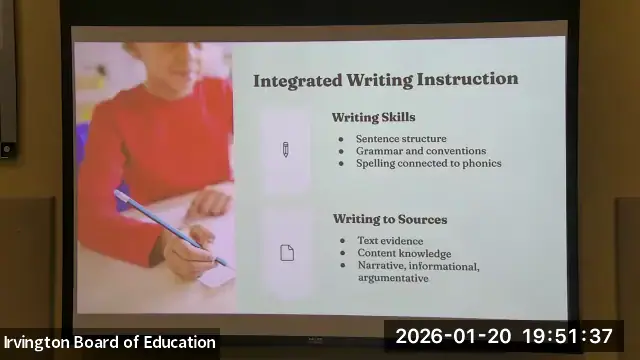 Integrated Writing Instruction
Writing Skills
● Sentence structure
● Grammar and conventions
● Spelling connected to phonics
Writing to Sources
● Text evidence
● Content knowledge
● Narrative, informational,
argumentative
Irvington Board of Education
2026-01-20 19:51:37